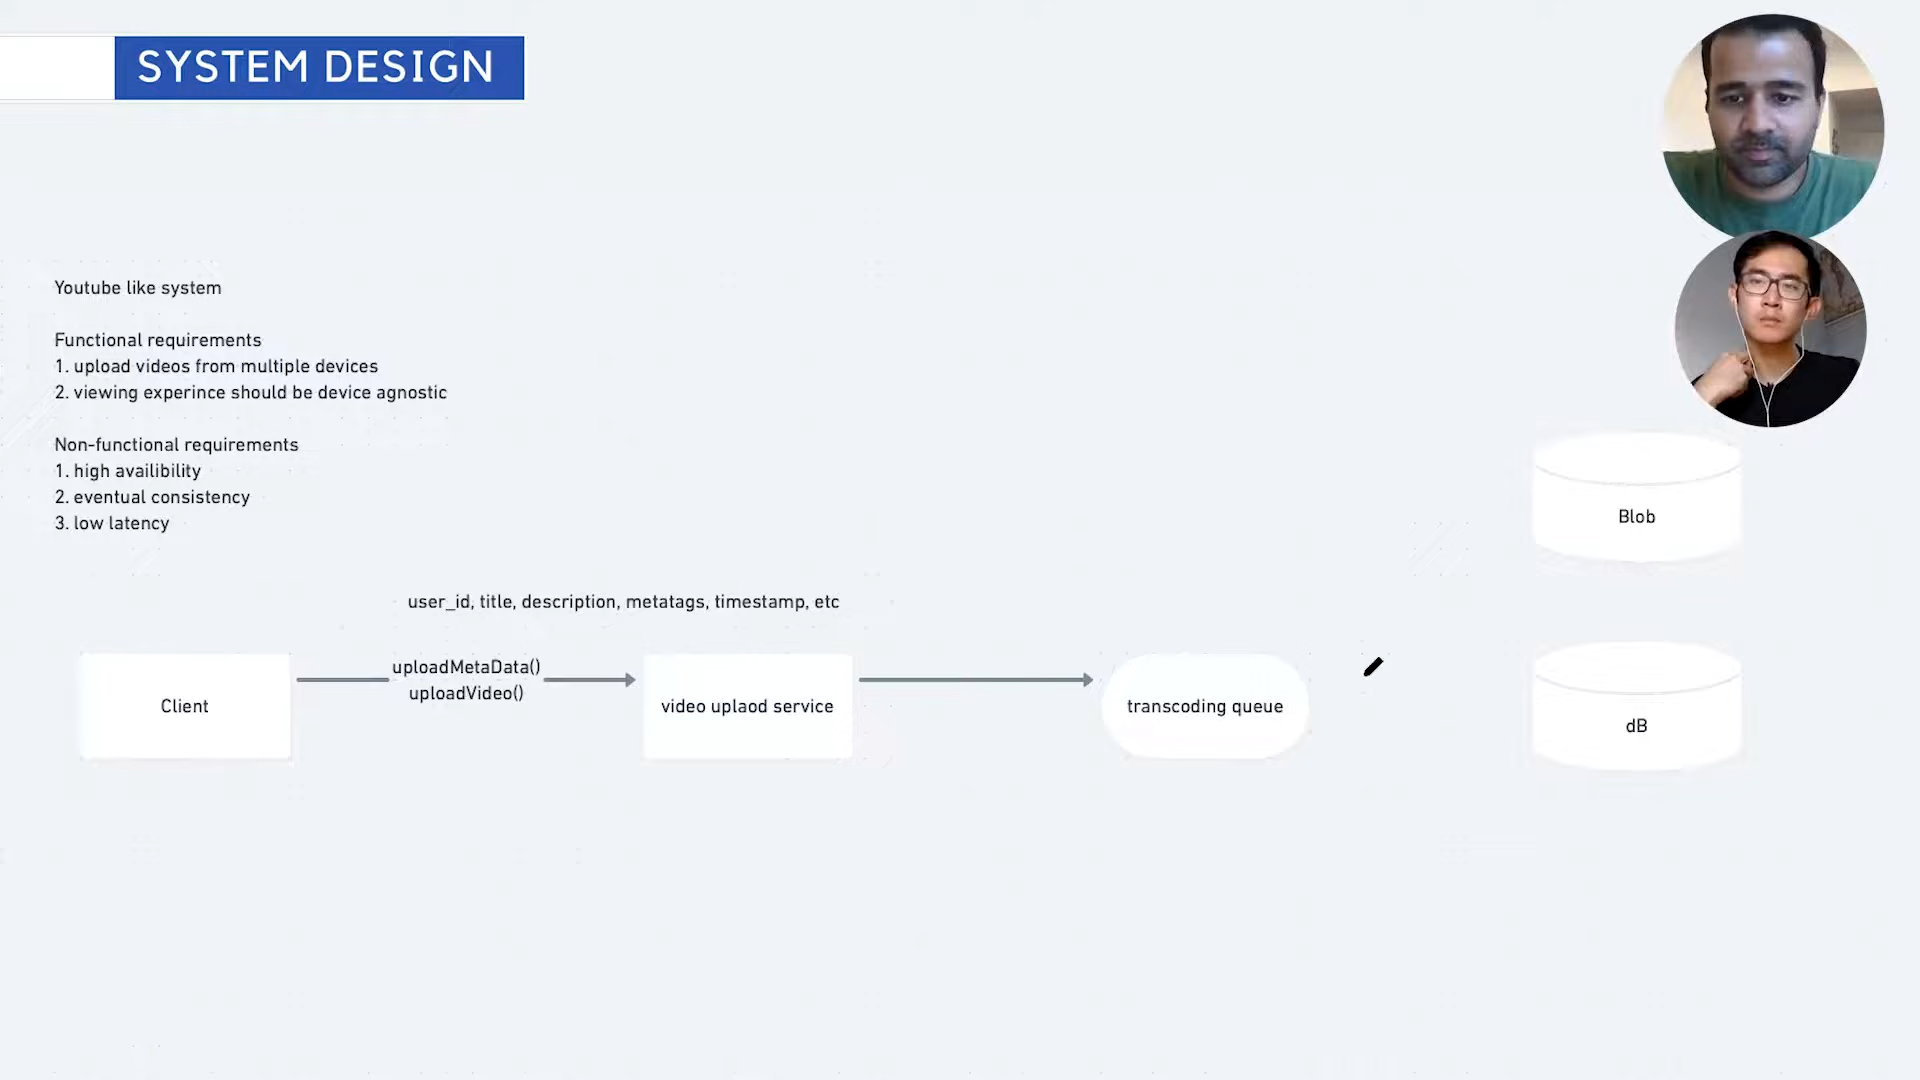 SYSTEM DESIGN
Youtube like system
Functional requirements
1. upload videos from multiple devices
2. viewing experince should be device agnostic
Non-functional requirements
1. high availibility
2. eventual consistency
3. low latency
Blob
user_id, title, description, metatags, timestamp, etc
Client
uploadMetaData()
uploadVideo()
video uplaod service
transcoding queue
dB